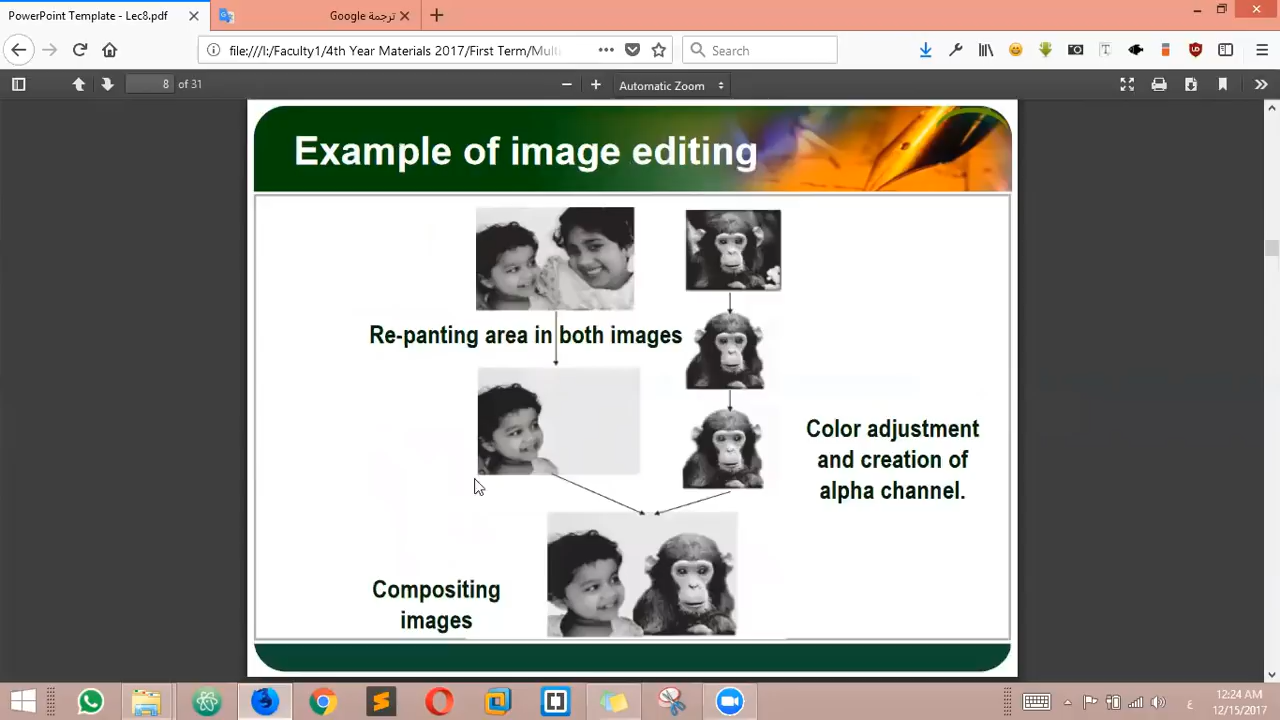 PowerPoint Template - Lec8.pdf
ترجمة Google
file:///I:/Faculty1/4th Year Materials 2017/First Term/Mult
Search
8 of 31
Automatic Zoom
Example of image editing
Re-panting area in both images
Color adjustment
and creation of
alpha channel.
Compositing
images
12:24 AM
12/15/2017
ع